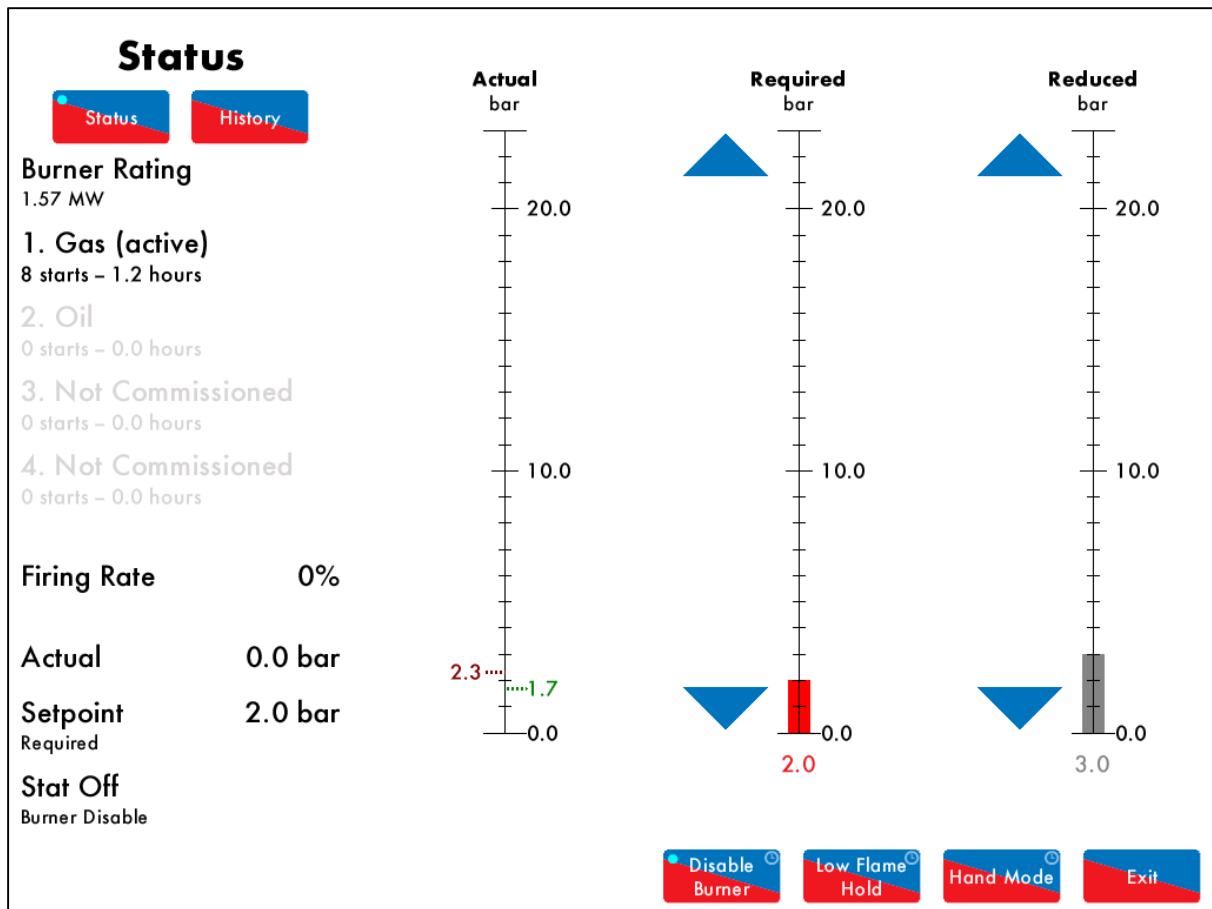 Status
Status
History
Burner Rating
1.57 MW
1. Gas (active)
8 starts – 1.2 hours
2. Oil
0 starts – 0.0 hours
3. Not Commissioned
0 starts – 0.0 hours
4. Not Commissioned
0 starts – 0.0 hours
Firing Rate 0%
Actual 0.0 bar
Setpoint 2.0 bar
Required
Stat Off
Burner Disable
Actual
bar
20.0
10.0
2.3
1.7
0.0
Required
bar
20.0
10.0
0.0
2.0
Reduced
bar
20.0
10.0
0.0
3.0
Disable
Burner
Low Flame
Hold
Hand Mode
Exit